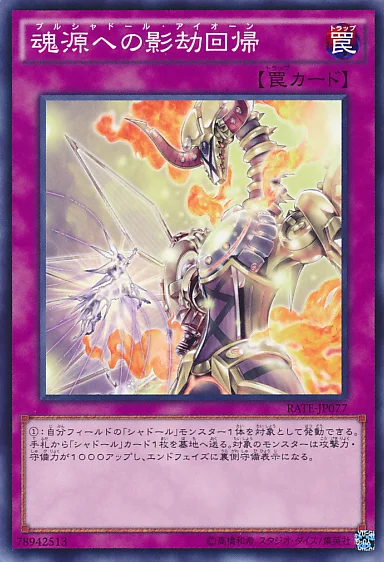 プルシャドール・アイオーン
魂源への影劫回帰
トラップ
罠
【罠カード】
RATE-JP077
①:自分フィールドの「シャドール」モンスター1体を対象として発動できる。
手札から「シャドール」カード1枚を墓地へ送る。対象のモンスターは攻撃力・
守備力が1000アップし、エンドフェイズに裏側守備表示になる。
78942513
©高橋和希 スタジオ・ダイス/集英社